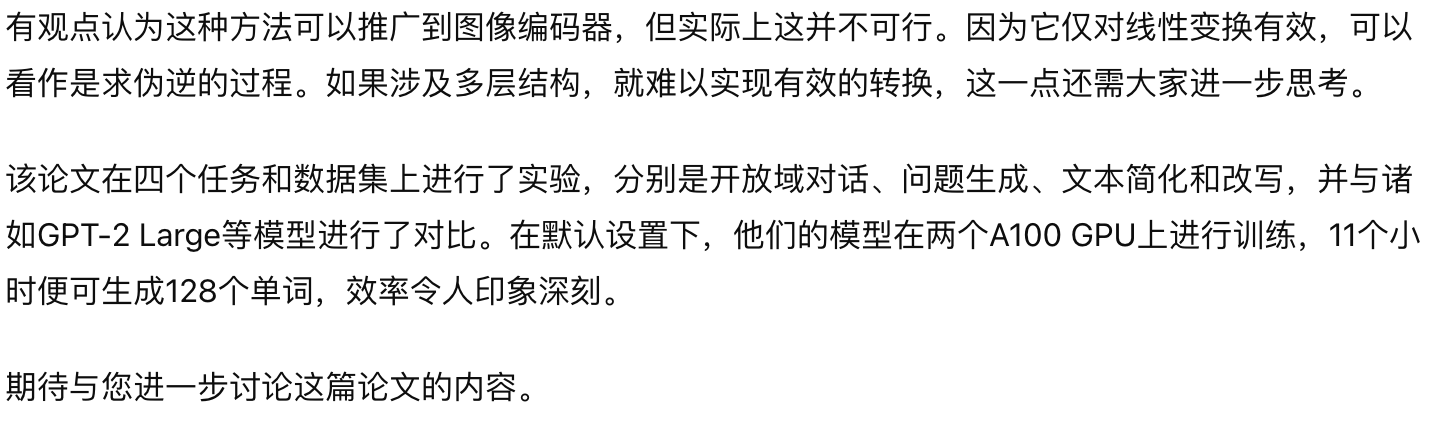 有观点认为这种方法可以推广到图像编码器，但实际上这并不可行。因为它仅对线性变换有效，可以
看作是求伪逆的过程。如果涉及多层结构，就难以实现有效的转换，这一点还需大家进一步思考。
该论文在四个任务和数据集上进行了实验，分别是开放域对话、问题生成、文本简化和改写，并与诸
如GPT-2 Large等模型进行了对比。在默认设置下，他们的模型在两个A100 GPU上进行训练，11个小
时便可生成128个单词，效率令人印象深刻。
期待与您进一步讨论这篇论文的内容。